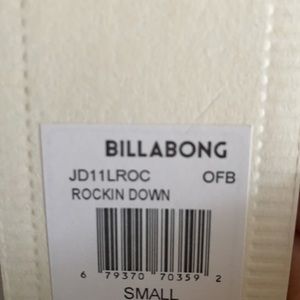 BILLABONG
JD11LROC OFB
ROCKIN DOWN
6 79370 70359 2
SMALL